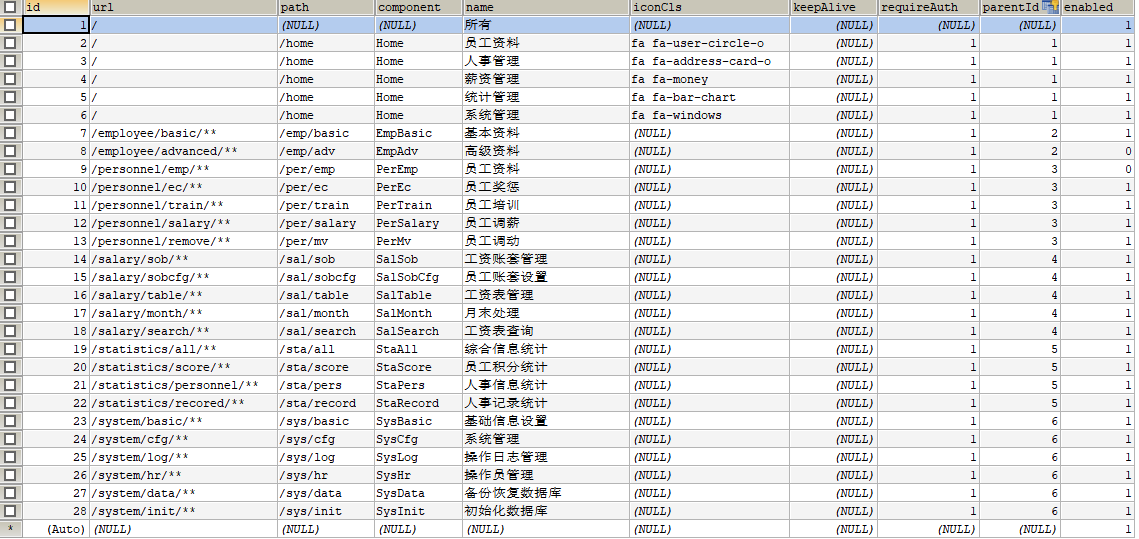 id url path component name iconCls keepAlive requireAuth parentId enabled
1 / (NULL) (NULL) 所有 (NULL) (NULL) (NULL) 1
2 / /home Home 员工资料 fa fa-user-circle-o (NULL) 1 1 1
3 / /home Home 人事管理 fa fa-address-card-o (NULL) 1 1 1
4 / /home Home 薪资管理 fa fa-money (NULL) 1 1 1
5 / /home Home 统计管理 fa fa-bar-chart (NULL) 1 1 1
6 / /home Home 系统管理 fa fa-windows (NULL) 1 1 1
7 /employee/basic/** /emp/basic EmpBasic 基本资料 (NULL) (NULL) 1 2 1
8 /employee/advanced/** /emp/adv EmpAdv 高级资料 (NULL) (NULL) 1 2 0
9 /personnel/emp/** /per/emp PerEmp 员工资料 (NULL) (NULL) 1 3 0
10 /personnel/ec/** /per/ec PerEc 员工奖惩 (NULL) (NULL) 1 3 1
11 /personnel/train/** /per/train PerTrain 员工培训 (NULL) (NULL) 1 3 1
12 /personnel/salary/** /per/salary PerSalary 员工调薪 (NULL) (NULL) 1 3 1
13 /personnel/remove/** /per/mv PerMv 员工调动 (NULL) (NULL) 1 3 1
14 /salary/sob/** /sal/sob SalSob 工资账套管理 (NULL) (NULL) 1 4 1
15 /salary/sobcfg/** /sal/sobcfg SalSobCfg 员工账套设置 (NULL) (NULL) 1 4 1
16 /salary/table/** /sal/table SalTable 工资表管理 (NULL) (NULL) 1 4 1
17 /salary/month/** /sal/month SalMonth 月末处理 (NULL) (NULL) 1 4 1
18 /salary/search/** /sal/search SalSearch 工资表查询 (NULL) (NULL) 1 4 1
19 /statistics/all/** /sta/all StaAll 综合信息统计 (NULL) (NULL) 1 5 1
20 /statistics/score/** /sta/score StaScore 员工积分统计 (NULL) (NULL) 1 5 1
21 /statistics/personnel/** /sta/pers StaPers 人事信息统计 (NULL) (NULL) 1 5 1
22 /statistics/recored/** /sta/record StaRecord 人事记录统计 (NULL) (NULL) 1 5 1
23 /system/basic/** /sys/basic SysBasic 基础信息设置 (NULL) (NULL) 1 6 1
24 /system/cfg/** /sys/cfg SysCfg 系统管理 (NULL) (NULL) 1 6 1
25 /system/log/** /sys/log SysLog 操作日志管理 (NULL) (NULL) 1 6 1
26 /system/hr/** /sys/hr SysHr 操作员管理 (NULL) (NULL) 1 6 1
27 /system/data/** /sys/data SysData 备份恢复数据库 (NULL) (NULL) 1 6 1
28 /system/init/** /sys/init SysInit 初始化数据库 (NULL) (NULL) 1 6 1
* (Auto) (NULL) (NULL) (NULL) (NULL) (NULL) (NULL) (NULL) (NULL) 1